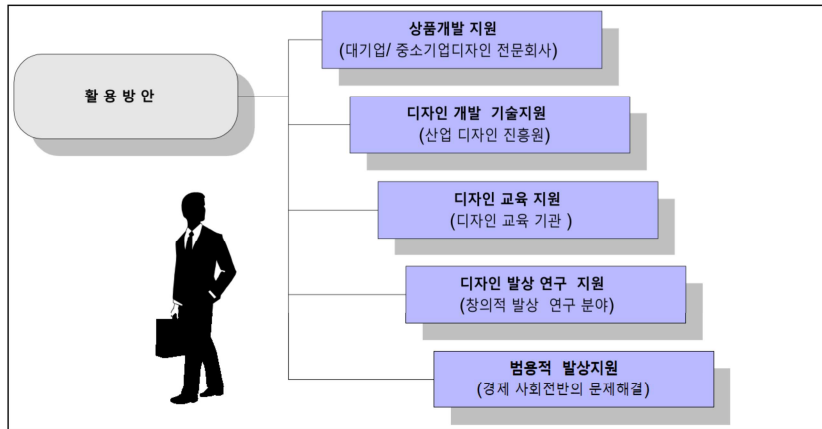 활 용 방 안
상품개발 지원
(대기업/ 중소기업디자인 전문회사)
디자인 개발 기술지원
(산업 디자인 진흥원)
디자인 교육 지원
(디자인 교육 기관 )
디자인 발상 연구 지원
(창의적 발상 연구 분야)
범용적 발상지원
(경제 사회전반의 문제해결)